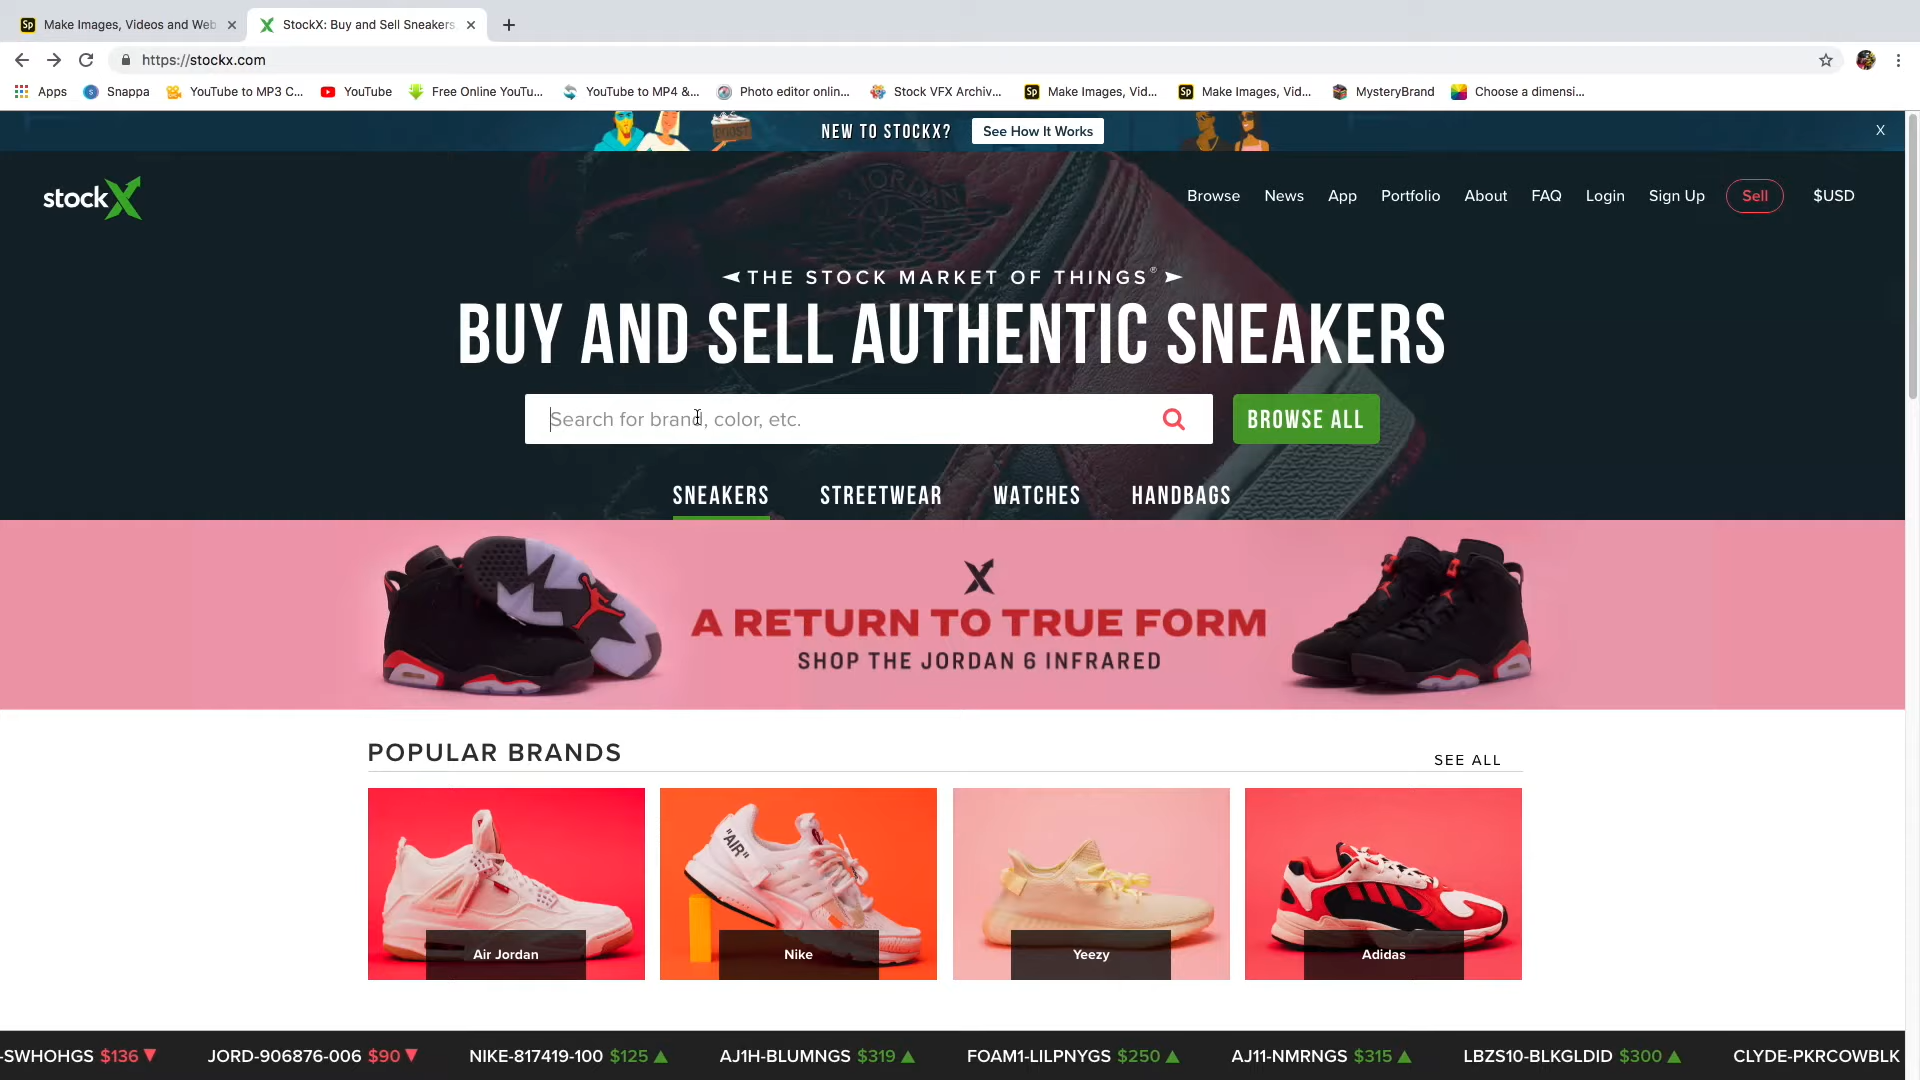 Make Images, Videos and Web
StockX: Buy and Sell Sneakers,
https://stockx.com
Apps
Snappa
YouTube to MP3 C...
YouTube
Free Online YouTu...
YouTube to MP4 &...
Photo editor onlin...
Stock VFX Archiv...
Make Images, Vid...
Make Images, Vid...
MysteryBrand
Choose a dimensi...
NEW TO STOCKX?
See How It Works
X
stockX
Browse
News
App
Portfolio
About
FAQ
Login
Sign Up
Sell
$USD
THE STOCK MARKET OF THINGS®
BUY AND SELL AUTHENTIC SNEAKERS
Search for brand, color, etc.
BROWSE ALL
SNEAKERS
STREETWEAR
WATCHES
HANDBAGS
A RETURN TO TRUE FORM
SHOP THE JORDAN 6 INFRARED
POPULAR BRANDS
SEE ALL
"AIR"
Air Jordan
Nike
Yeezy
Adidas
-SWHOHGS $136
JORD-906876-006 $90
NIKE-817419-100 $125
AJ1H-BLUMNGS $319
FOAM1-LILPNYGS $250
AJ11-NMRNGS $315
LBZS10-BLKGLDID $300
CLYDE-PKRCOWBLK